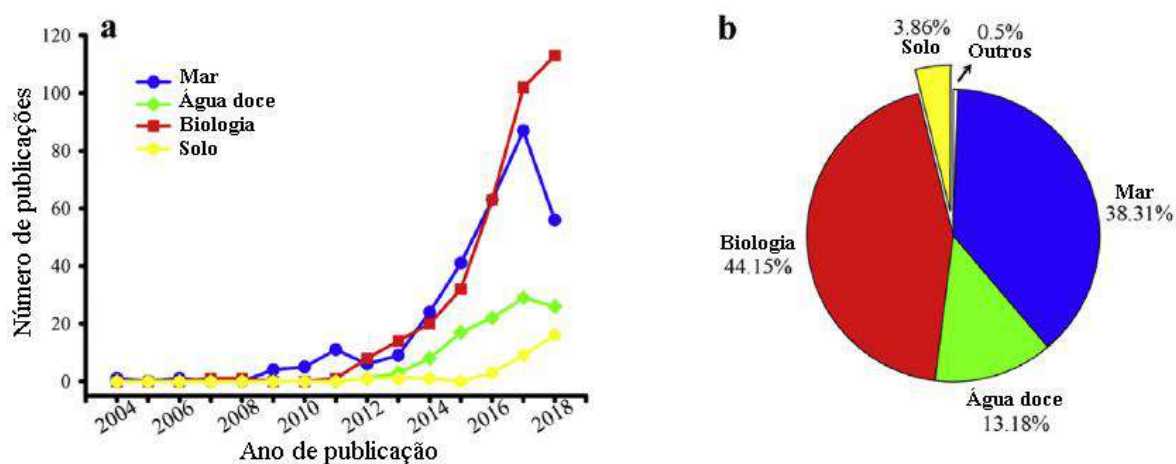 a
Número de publicações
120
100
80
60
40
20
0
Mar
Água doce
Biologia
Solo
2004
2006
2008
2010
2012
2014
2016
2018
Ano de publicação
b
3.86%
Solo
0.5%
Outros
Mar
38.31%
Biologia
44.15%
Água doce
13.18%